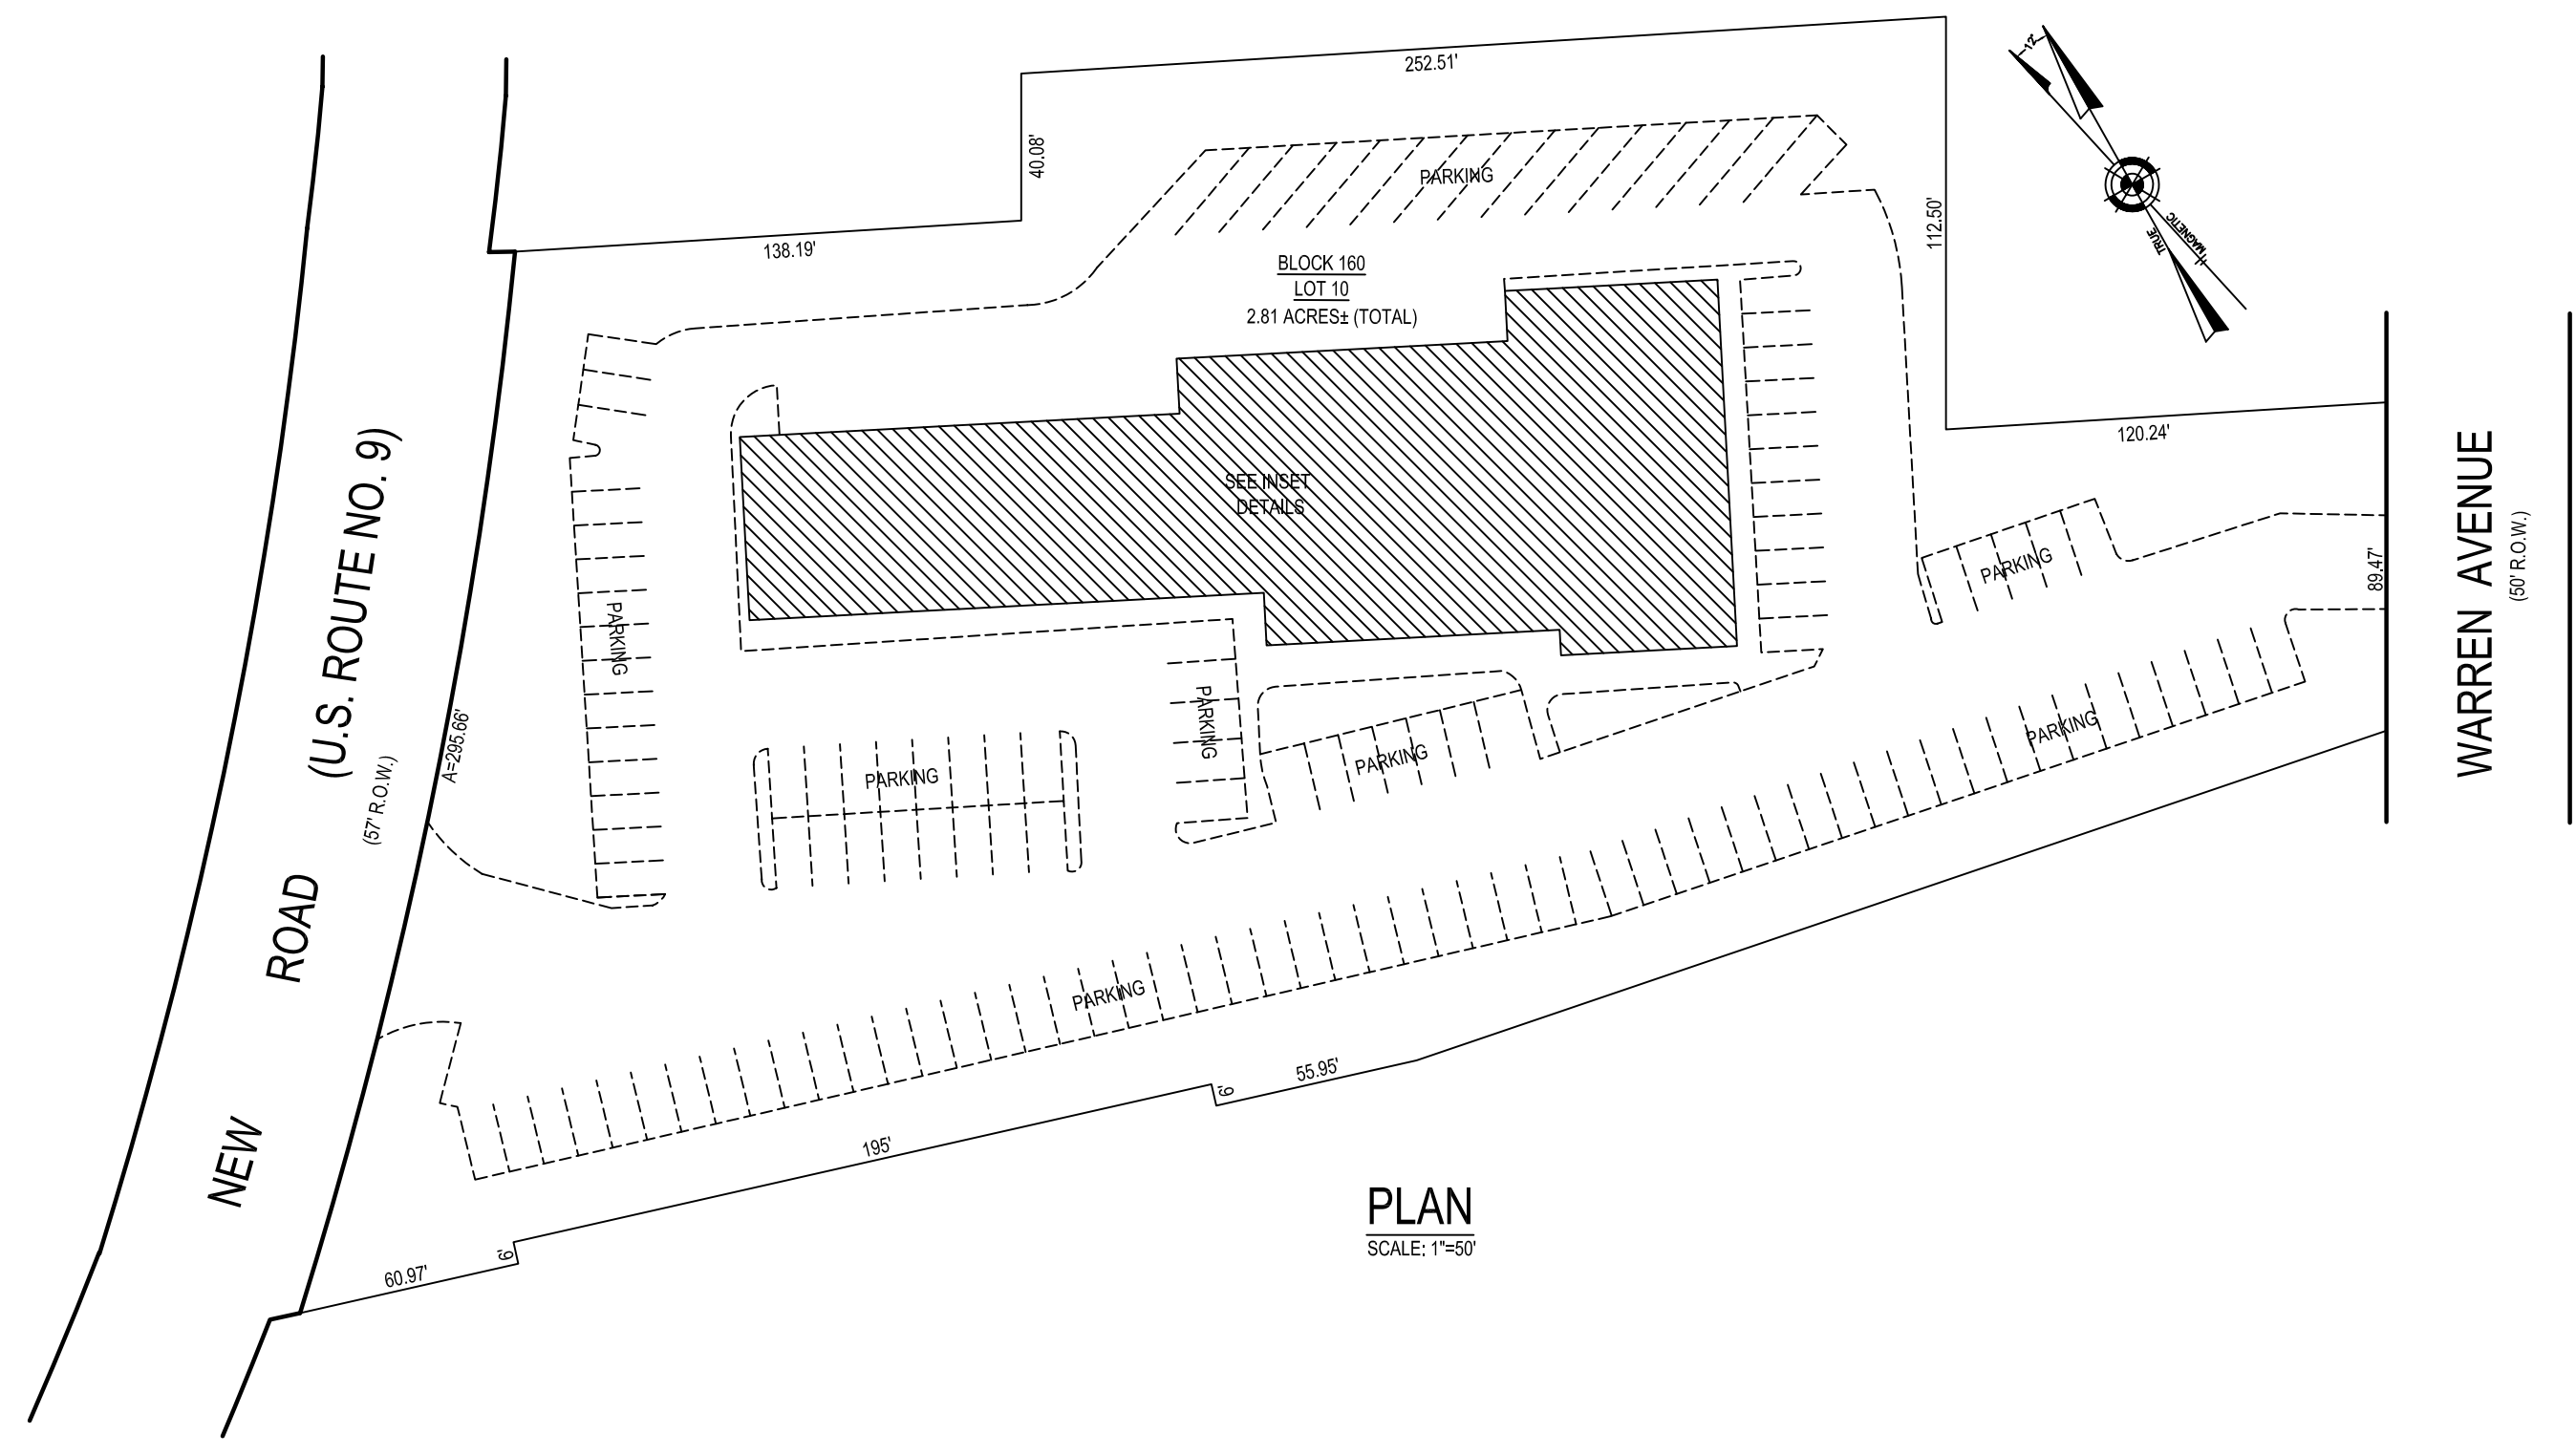 252.51'
12°
40.08'
PARKING
138.19'
112.50'
MAGNETIC
TRUE
BLOCK 160
LOT 10
2.81 ACRES± (TOTAL)
120.24'
SEE INSET
DETAILS
NEW ROAD (U.S. ROUTE NO. 9)
(57' R.O.W.)
A=295.66'
PARKING
PARKING
89.47'
WARREN AVENUE
(50' R.O.W.)
PARKING
PARKING
PARKING
PARKING
PARKING
55.95'
6'
195'
6'
60.97'
PLAN
SCALE: 1"=50'